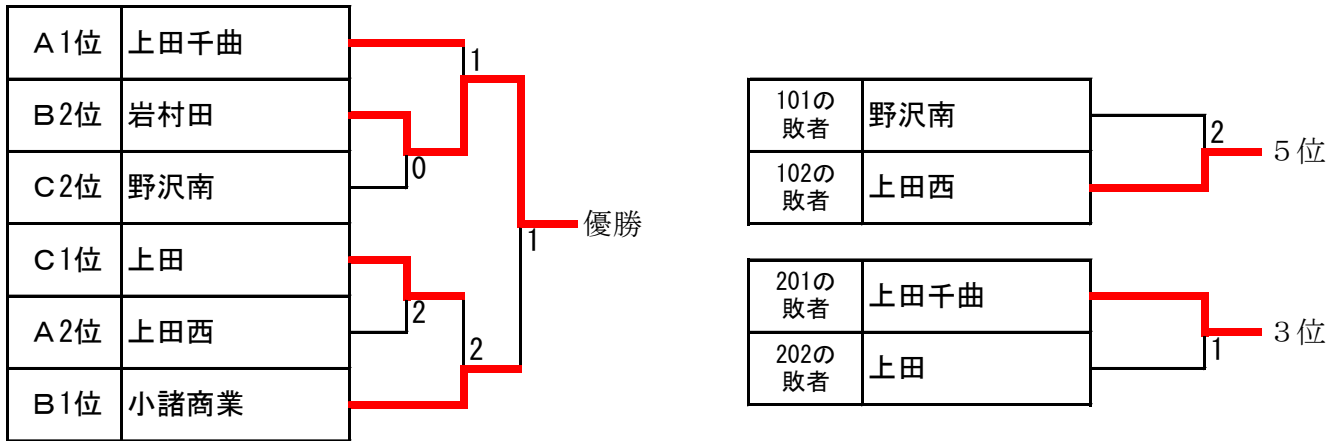 A1位 上田千曲
1
B2位 岩村田
0
C2位 野沢南
優勝
1
C1位 上田
2
A2位 上田西
2
B1位 小諸商業
101の
敗者 野沢南
2
5位
102の
敗者 上田西
201の
敗者 上田千曲
3位
1
202の
敗者 上田